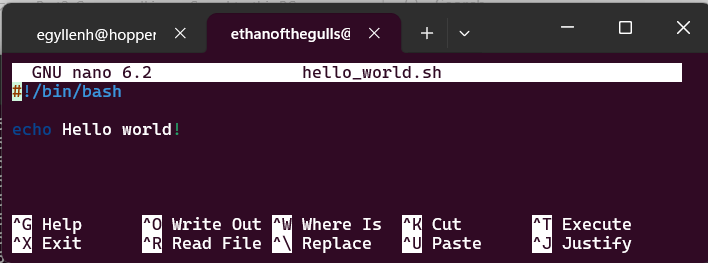 egyllenh@hopper
ethanofthegulls@
GNU nano 6.2 hello_world.sh
#!/bin/bash
echo Hello world!
^G Help ^O Write Out ^W Where Is ^K Cut ^T Execute
^X Exit ^R Read File ^\ Replace ^U Paste ^J Justify